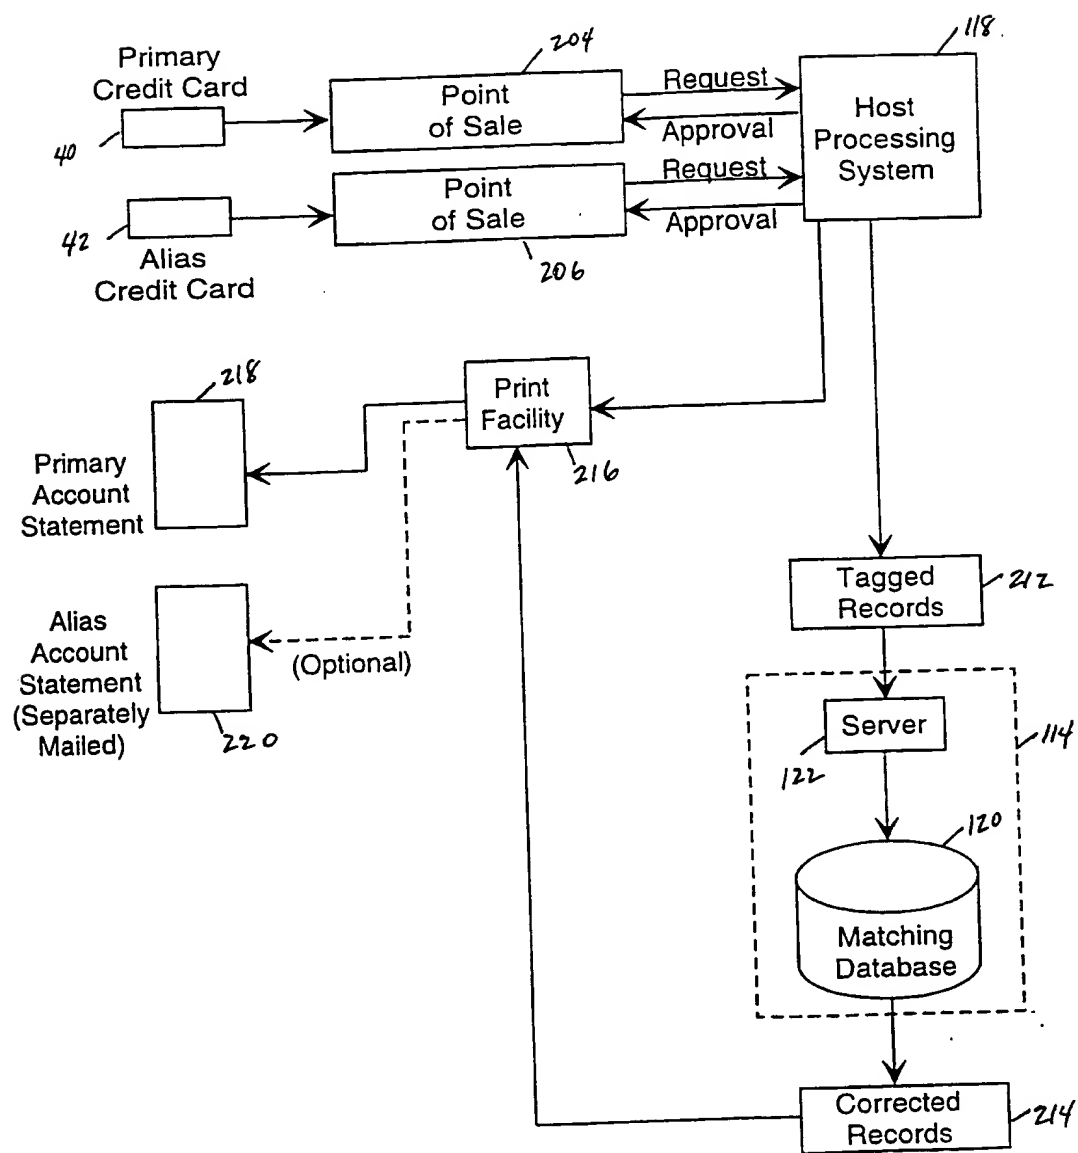 204
118
Primary
Credit Card
Point
of Sale
Request
Approval
Host
Processing
System
40
Point
of Sale
Request
Approval
42
Alias
Credit Card
206
218
Print
Facility
216
Primary
Account
Statement
Tagged
Records
212
Alias
Account
Statement
(Separately
Mailed)
(Optional)
220
Server
114
122
120
Matching
Database
Corrected
Records
214